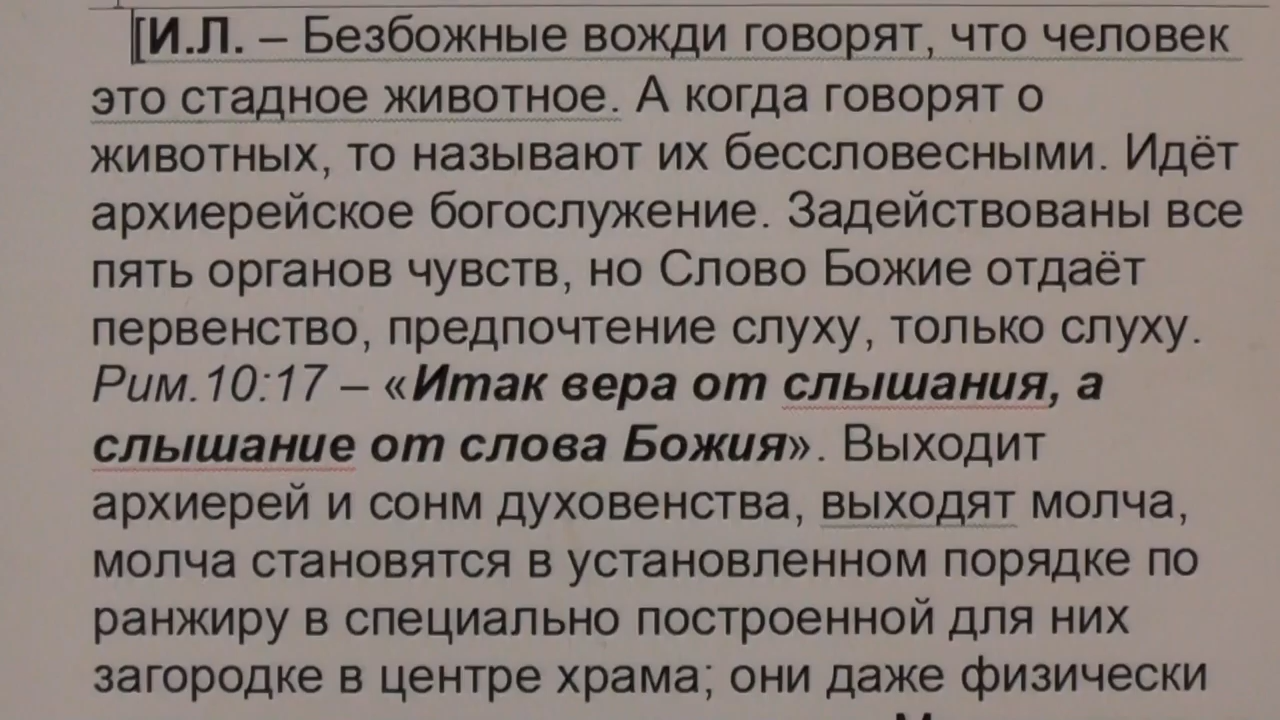 [И.Л. – Безбожные вожди говорят, что человек
это стадное животное. А когда говорят о
животных, то называют их бессловесными. Идёт
архиерейское богослужение. Задействованы все
пять органов чувств, но Слово Божие отдаёт
первенство, предпочтение слуху, только слуху.
Рим.10:17 – «Итак вера от слышания, а
слышание от слова Божия». Выходит
архиерей и сонм духовенства, выходят молча,
молча становятся в установленном порядке по
ранжиру в специально построенной для них
загородке в центре храма; они даже физически